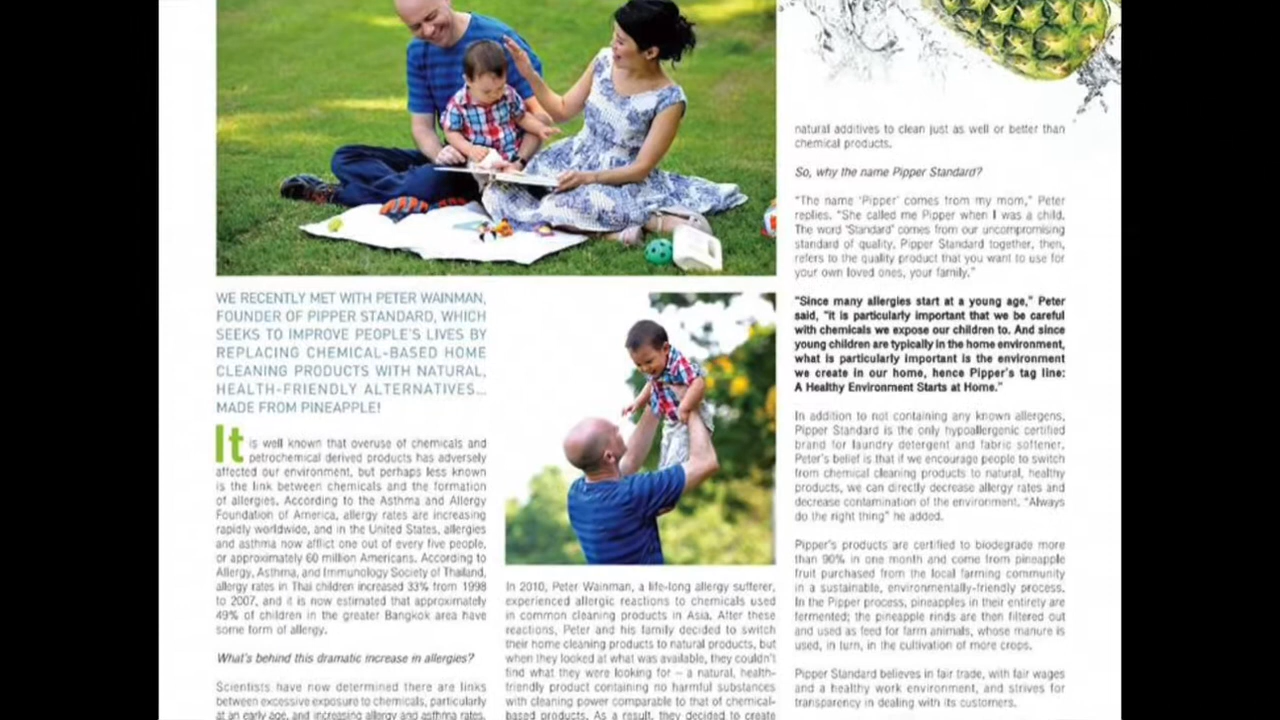 WE RECENTLY MET WITH PETER WAINMAN,
FOUNDER OF PIPPER STANDARD, WHICH
SEEKS TO IMPROVE PEOPLE'S LIVES BY
REPLACING CHEMICAL-BASED HOME
CLEANING PRODUCTS WITH NATURAL,
HEALTH-FRIENDLY ALTERNATIVES...
MADE FROM PINEAPPLE!
It is well known that overuse of chemicals and
petrochemical derived products has adversely
affected our environment, but perhaps less known
is the link between chemicals and the formation
of allergies. According to the Asthma and Allergy
Foundation of America, allergy rates are increasing
rapidly worldwide, and in the United States, allergies
and asthma now afflict one out of every five people,
or approximately 60 million Americans. According to
Allergy, Asthma, and Immunology Society of Thailand,
allergy rates in Thai children increased 33% from 1998
to 2007, and it is now estimated that approximately
49% of children in the greater Bangkok area have
some form of allergy.
What's behind this dramatic increase in allergies?
Scientists have now determined there are links
between excessive exposure to chemicals, particularly
at an early age, and increasing allergy and asthma rates.
In 2010, Peter Wainman, a life-long allergy sufferer,
experienced allergic reactions to chemicals used
in common cleaning products in Asia. After these
reactions, Peter and his family decided to switch
their home cleaning products to natural products, but
when they looked at what was available, they couldn't
find what they were looking for – a natural, health-
friendly product containing no harmful substances
with cleaning power comparable to that of chemical-
based products. As a result, they decided to create
natural additives to clean just as well or better than
chemical products.
So, why the name Pipper Standard?
"The name 'Pipper' comes from my mom," Peter
replies. "She called me Pipper when I was a child.
The word 'Standard' comes from our uncompromising
standard of quality. Pipper Standard together, then,
refers to the quality product that you want to use for
your own loved ones, your family."
"Since many allergies start at a young age," Peter
said, "it is particularly important that we be careful
with chemicals we expose our children to. And since
young children are typically in the home environment,
what is particularly important is the environment
we create in our home, hence Pipper's tag line:
A Healthy Environment Starts at Home."
In addition to not containing any known allergens,
Pipper Standard is the only hypoallergenic certified
brand for laundry detergent and fabric softener.
Peter's belief is that if we encourage people to switch
from chemical cleaning products to natural, healthy
products, we can directly decrease allergy rates and
decrease contamination of the environment. "Always
do the right thing" he added.
Pipper's products are certified to biodegrade more
than 90% in one month and come from pineapple
fruit purchased from the local farming community
in a sustainable, environmentally-friendly process.
In the Pipper process, pineapples in their entirety are
fermented; the pineapple rinds are then filtered out
and used as feed for farm animals, whose manure is
used, in turn, in the cultivation of more crops.
Pipper Standard believes in fair trade, with fair wages
and a healthy work environment, and strives for
transparency in dealing with its customers.